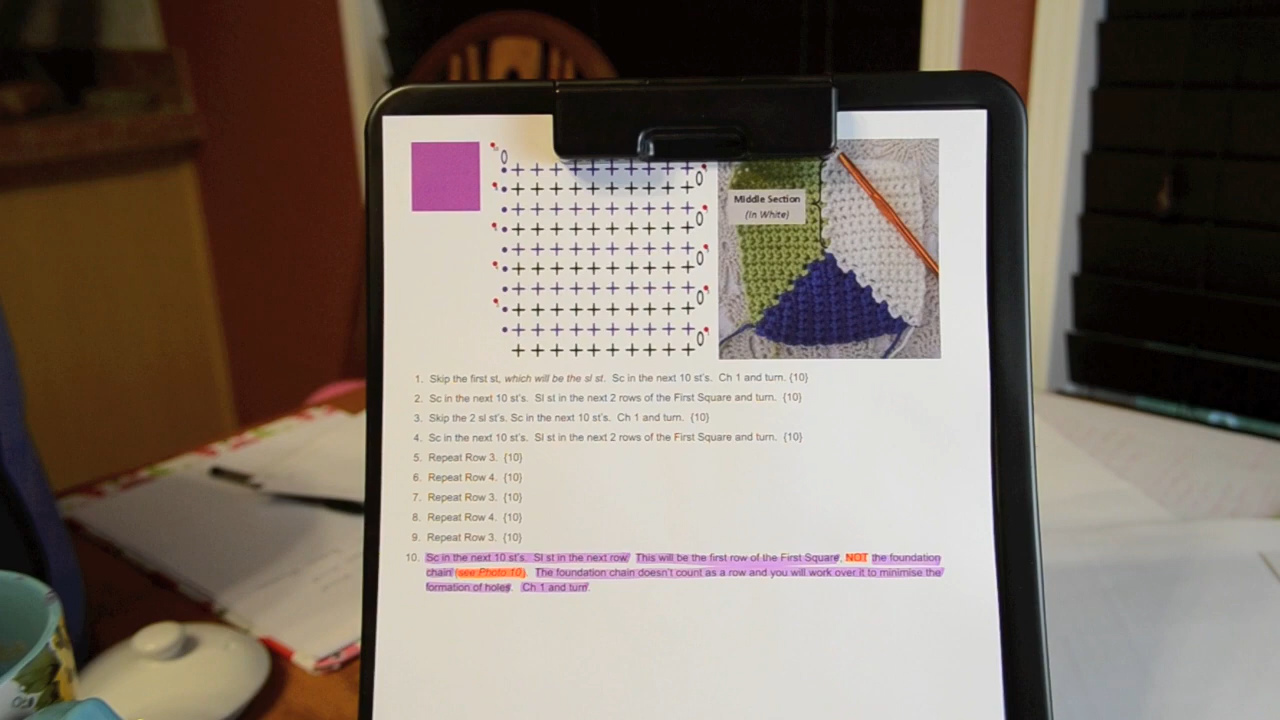 Middle Section
(In White)
1. Skip the first st, which will be the sl st. Sc in the next 10 st's. Ch 1 and turn. {10}
2. Sc in the next 10 st's. Sl st in the next 2 rows of the First Square and turn. {10}
3. Skip the 2 sl st's. Sc in the next 10 st's. Ch 1 and turn. {10}
4. Sc in the next 10 st's. Sl st in the next 2 rows of the First Square and turn. {10}
5. Repeat Row 3. {10}
6. Repeat Row 4. {10}
7. Repeat Row 3. {10}
8. Repeat Row 4. {10}
9. Repeat Row 3. {10}
10. Sc in the next 10 st's. Sl st in the next row. This will be the first row of the First Square, NOT the foundation
chain (see Photo 10). The foundation chain doesn't count as a row and you will work over it to minimise the
formation of holes. Ch 1 and turn.